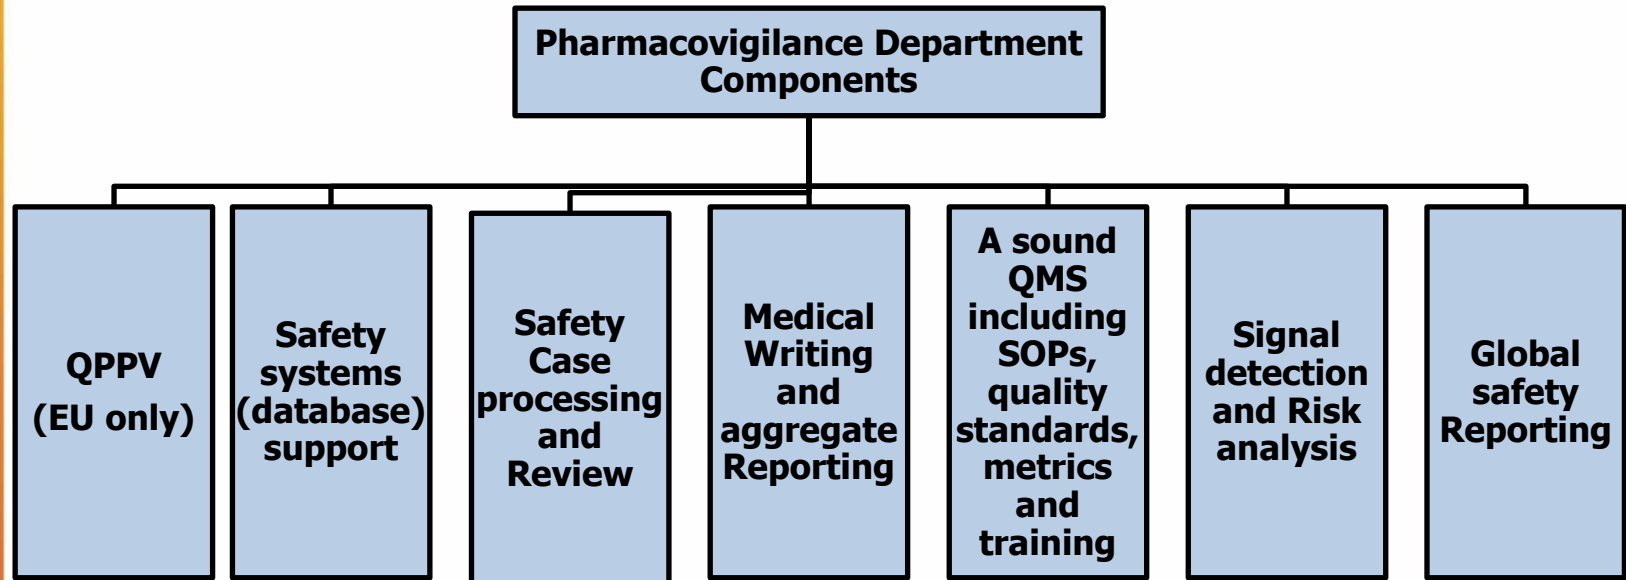 Pharmacovigilance Department
Components
QPPV
(EU only)
Safety
systems
(database)
support
Safety
Case
processing
and
Review
Medical
Writing
and
aggregate
Reporting
A sound
QMS
including
SOPs,
quality
standards,
metrics
and
training
Signal
detection
and Risk
analysis
Global
safety
Reporting